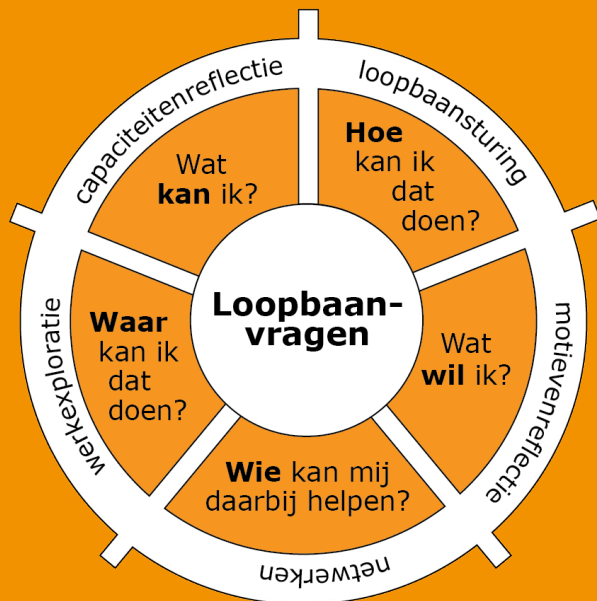 capaciteitenreflectie
loopbaansturing
motievenreflectie
netwerken
werkexploratie
Wat
kan ik?
Hoe
kan ik
dat
doen?
Wat
wil ik?
Wie kan mij
daarbij helpen?
Waar
kan ik
dat
doen?
Loopbaan-
vragen